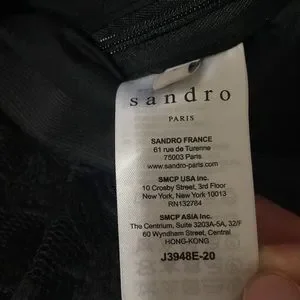 sandro
PARIS
SANDRO FRANCE
61 rue de Turenne
75003 Paris
www.sandro-paris.com
SMCP USA Inc.
10 Crosby Street, 3rd Floor
New York, New York 10013
RN132784
SMCP ASIA Inc.
The Centrium, Suite 3203A-5A, 32/F
60 Wyndham Street, Central
HONG-KONG
J3948E-20